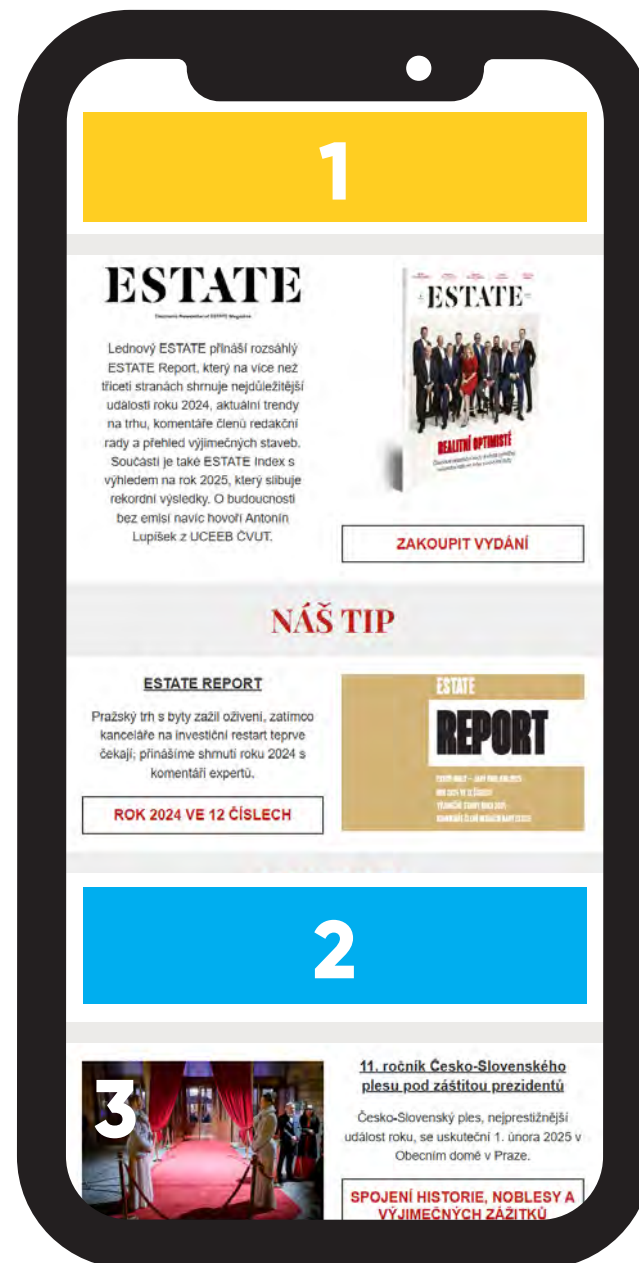 1
ESTATE
Electronic Newsletter of ESTATE Magazine
Lednový ESTATE přináší rozsáhlý
ESTATE Report, který na více než
třiceti stranách shrnuje nejdůležitější
události roku 2024, aktuální trendy
na trhu, komentáře členů redakční
rady a přehled výjimečných staveb.
Součástí je také ESTATE Index s
výhledem na rok 2025, který slibuje
rekordní výsledky. O budoucnosti
bez emisí navíc hovoří Antonín
Lupíšek z UCEEB ČVUT.
ESTATE
REALITNÍ OPTIMISTÉ
ZAKOUPIT VYDÁNÍ
NÁŠ TIP
ESTATE REPORT
Pražský trh s byty zažil oživení, zatímco
kanceláře na investiční restart teprve
čekají; přinášíme shrnutí roku 2024 s
komentáři expertů.
ROK 2024 VE 12 ČÍSLECH
ESTATE
REPORT
2
3
11. ročník Česko-Slovenského
plesu pod záštitou prezidentů
Česko-Slovenský ples, nejprestižnější
událost roku, se uskuteční 1. února 2025 v
Obecním domě v Praze.
SPOJENÍ HISTORIE, NOBLESY A
VÝJIMEČNÝCH ZÁŽITKŮ